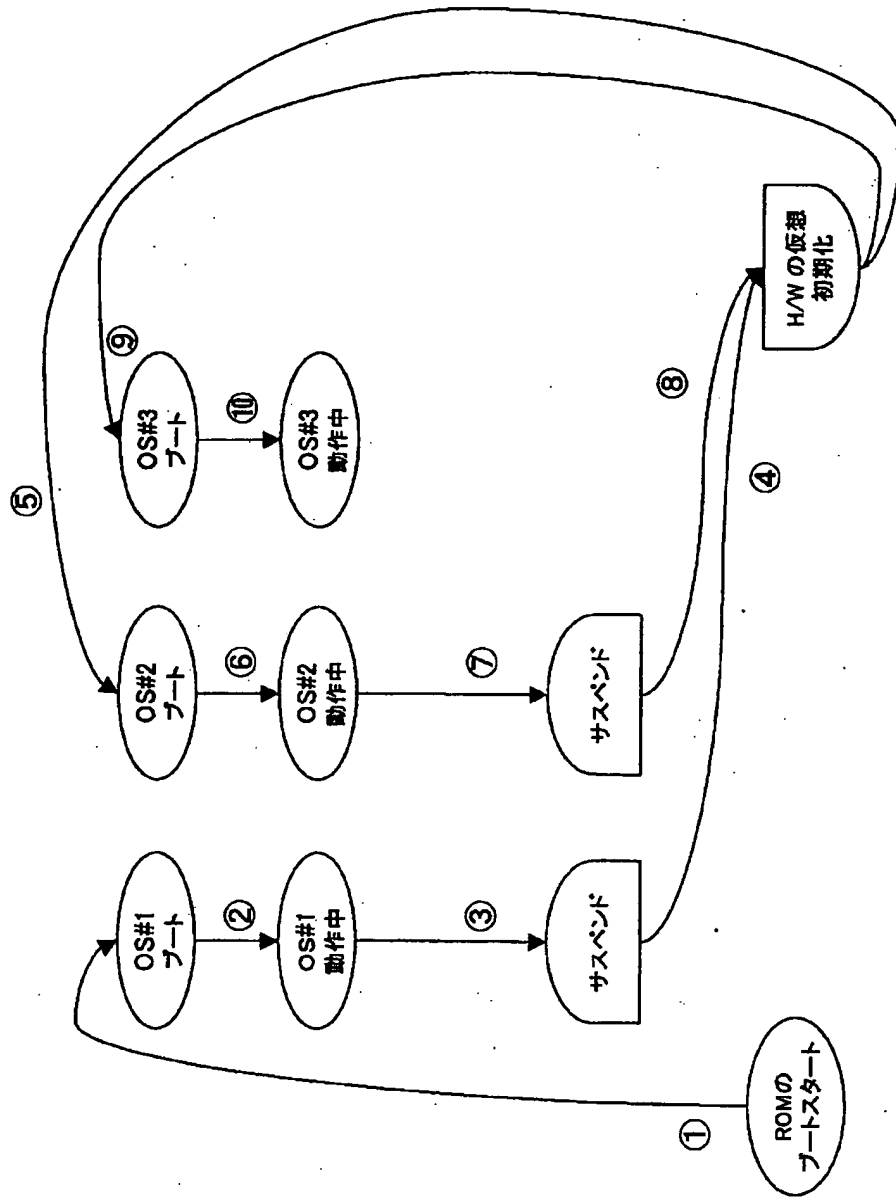 ①
ROMの
ブートスタート
OS#1
ブート
②
OS#1
動作中
③
サスペンド
④
⑤
OS#2
ブート
⑥
OS#2
動作中
⑦
サスペンド
⑧
H/W の仮想
初期化
⑨
OS#3
ブート
⑩
OS#3
動作中